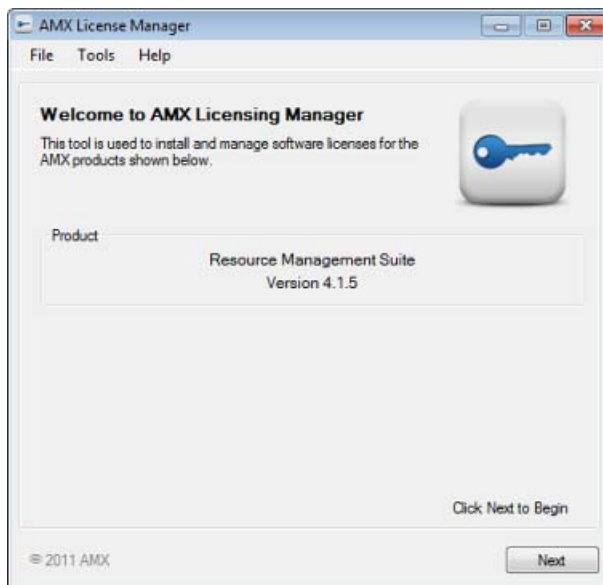 AMX License Manager
File Tools Help
Welcome to AMX Licensing Manager
This tool is used to install and manage software licenses for the
AMX products shown below.
Product
Resource Management Suite
Version 4.1.5
Click Next to Begin
© 2011 AMX
Next